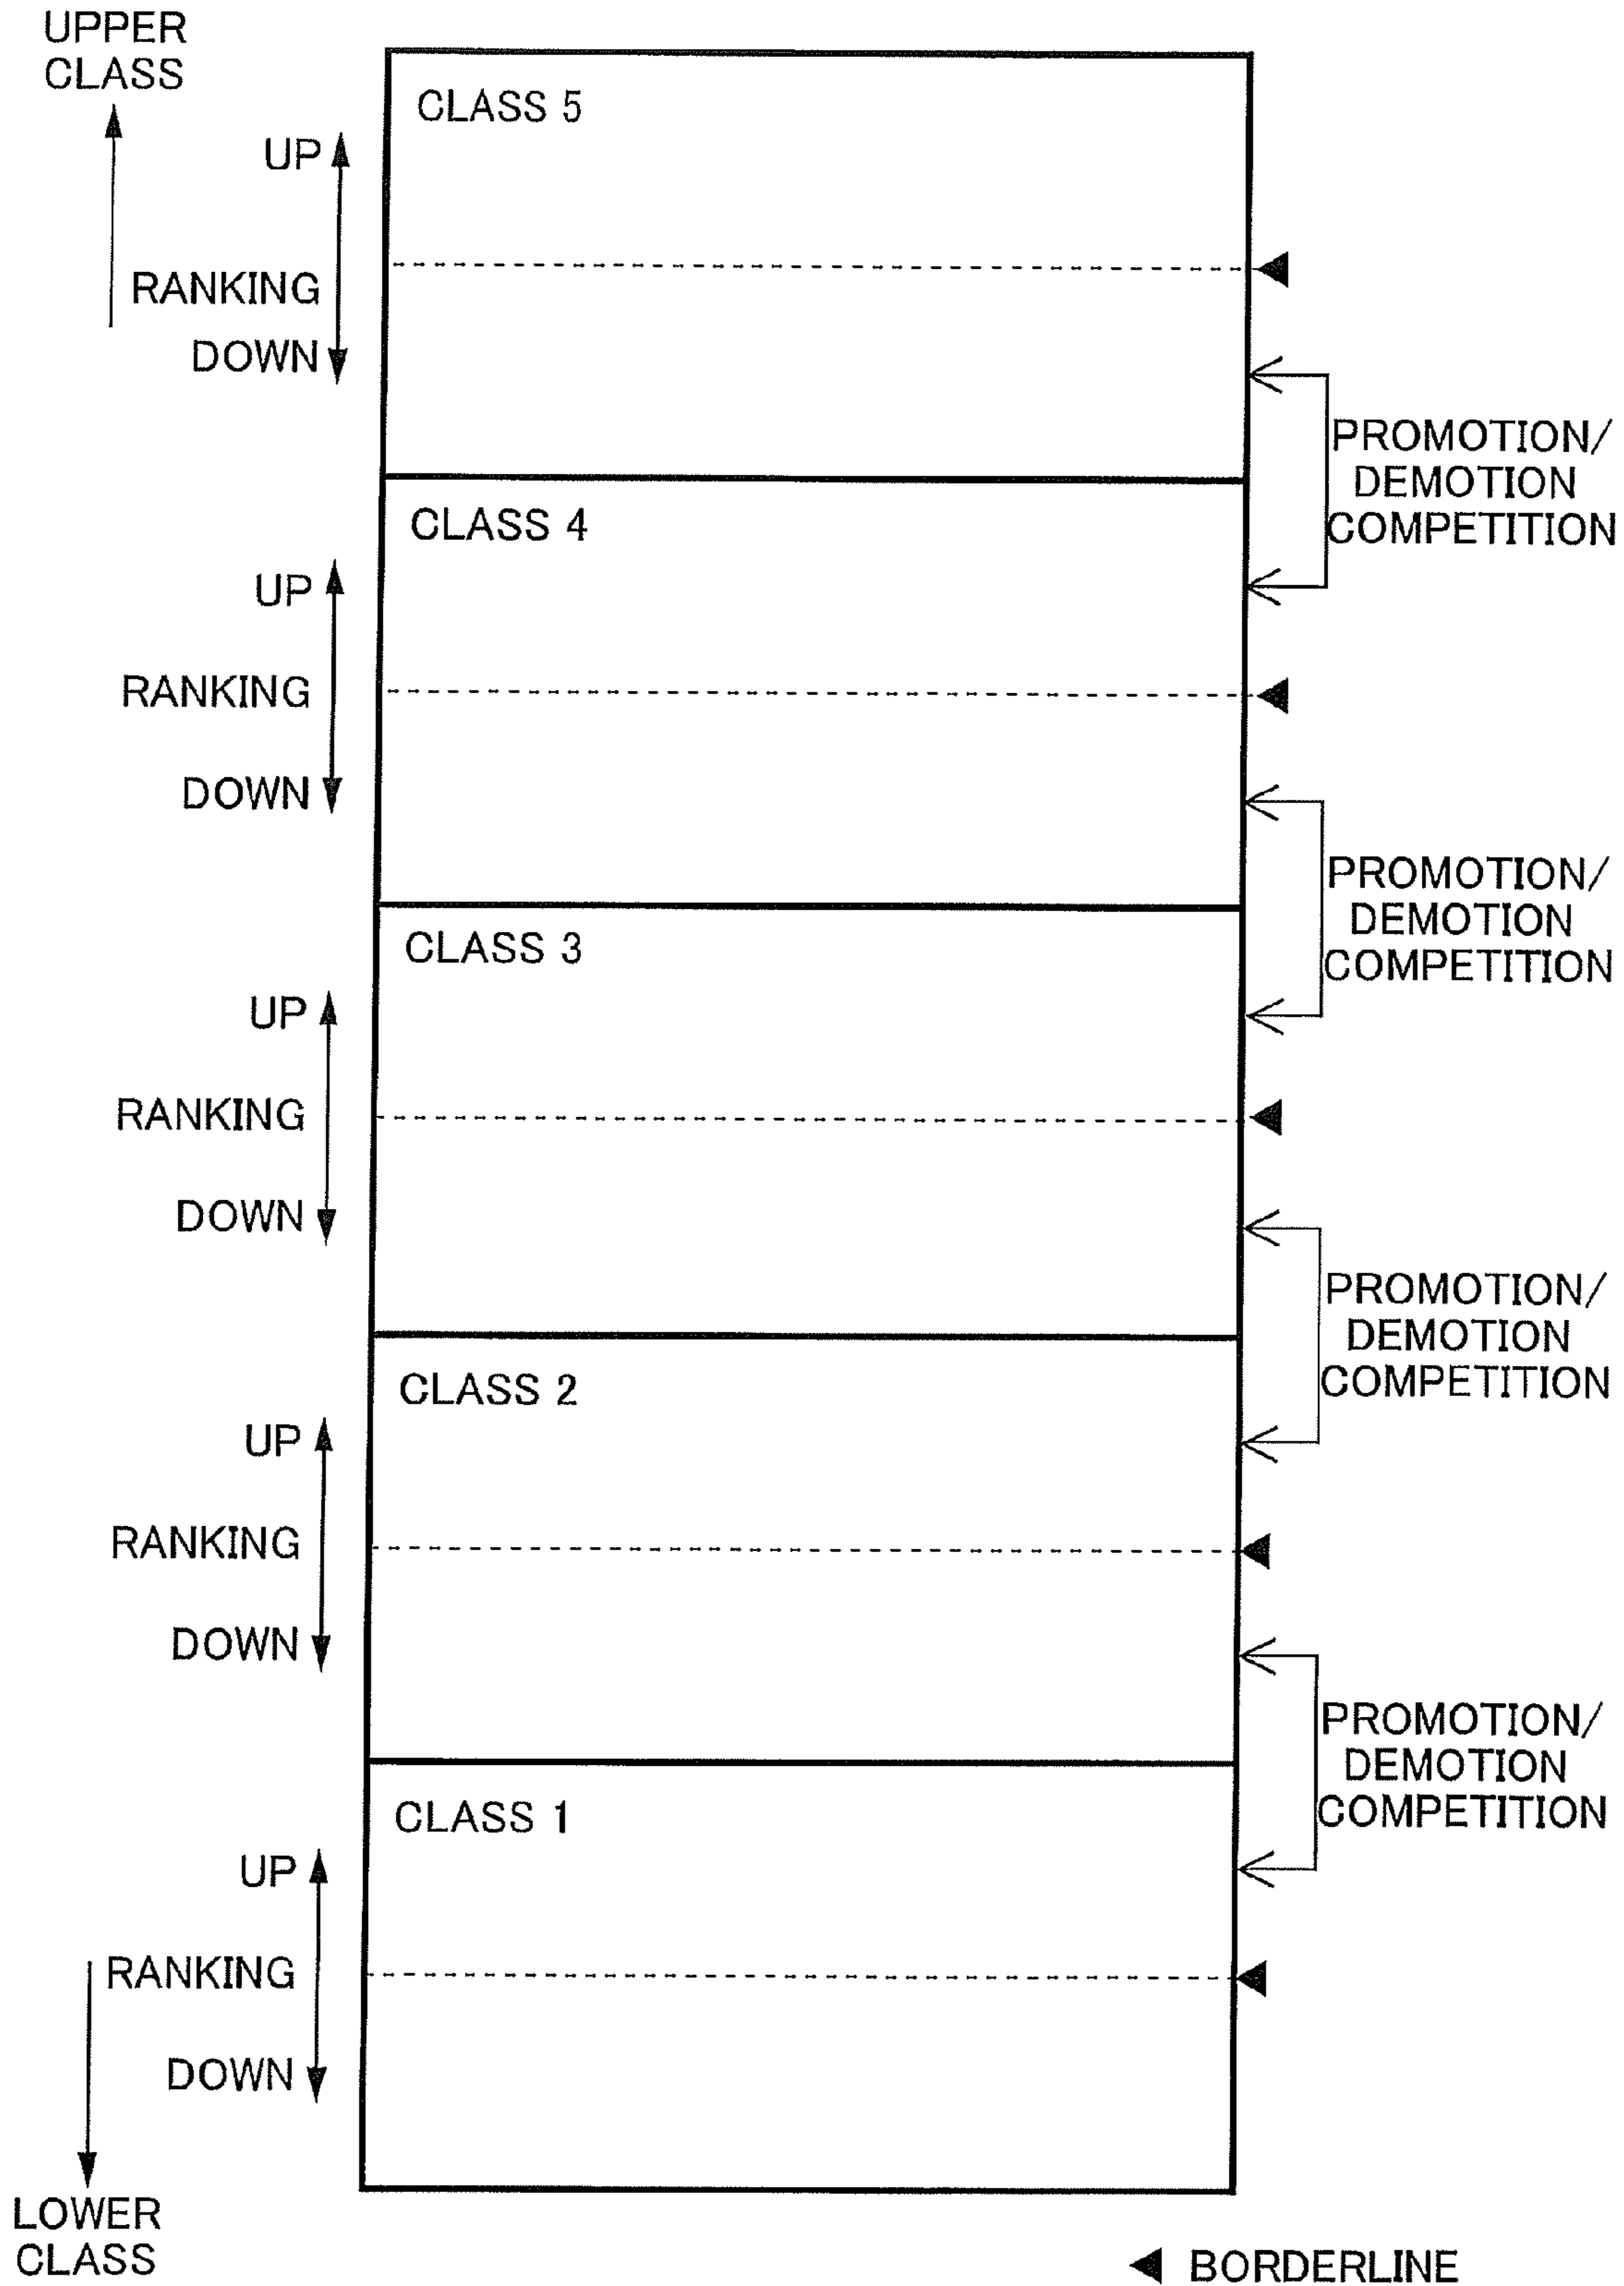 UPPER
CLASS
CLASS 5
UP
RANKING
DOWN
PROMOTION/
DEMOTION
COMPETITION
CLASS 4
UP
RANKING
DOWN
PROMOTION/
DEMOTION
COMPETITION
CLASS 3
UP
RANKING
DOWN
PROMOTION/
DEMOTION
COMPETITION
CLASS 2
UP
RANKING
DOWN
PROMOTION/
DEMOTION
COMPETITION
CLASS 1
UP
RANKING
DOWN
LOWER
CLASS
BORDERLINE